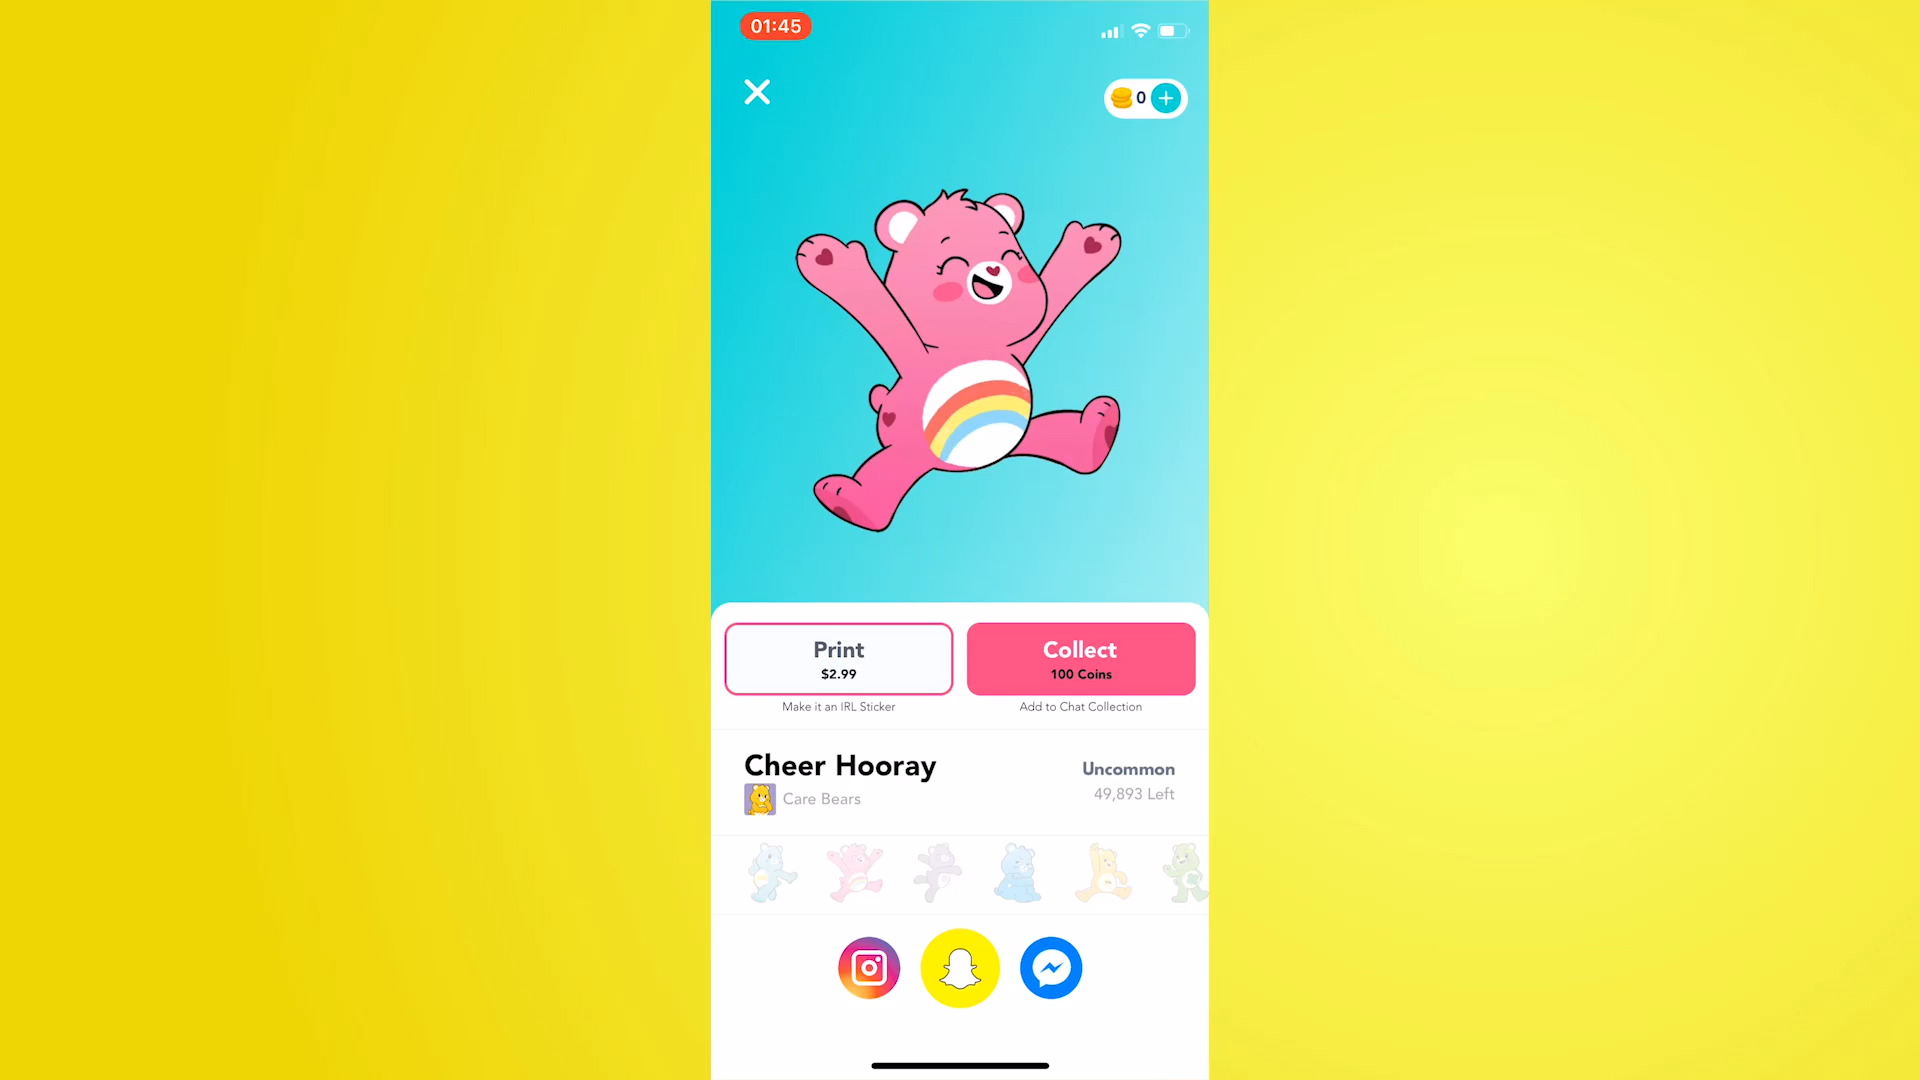 01:45
0
Print
$2.99
Collect
100 Coins
Make it an IRL Sticker
Add to Chat Collection
Cheer Hooray
Uncommon
Care Bears
49,893 Left